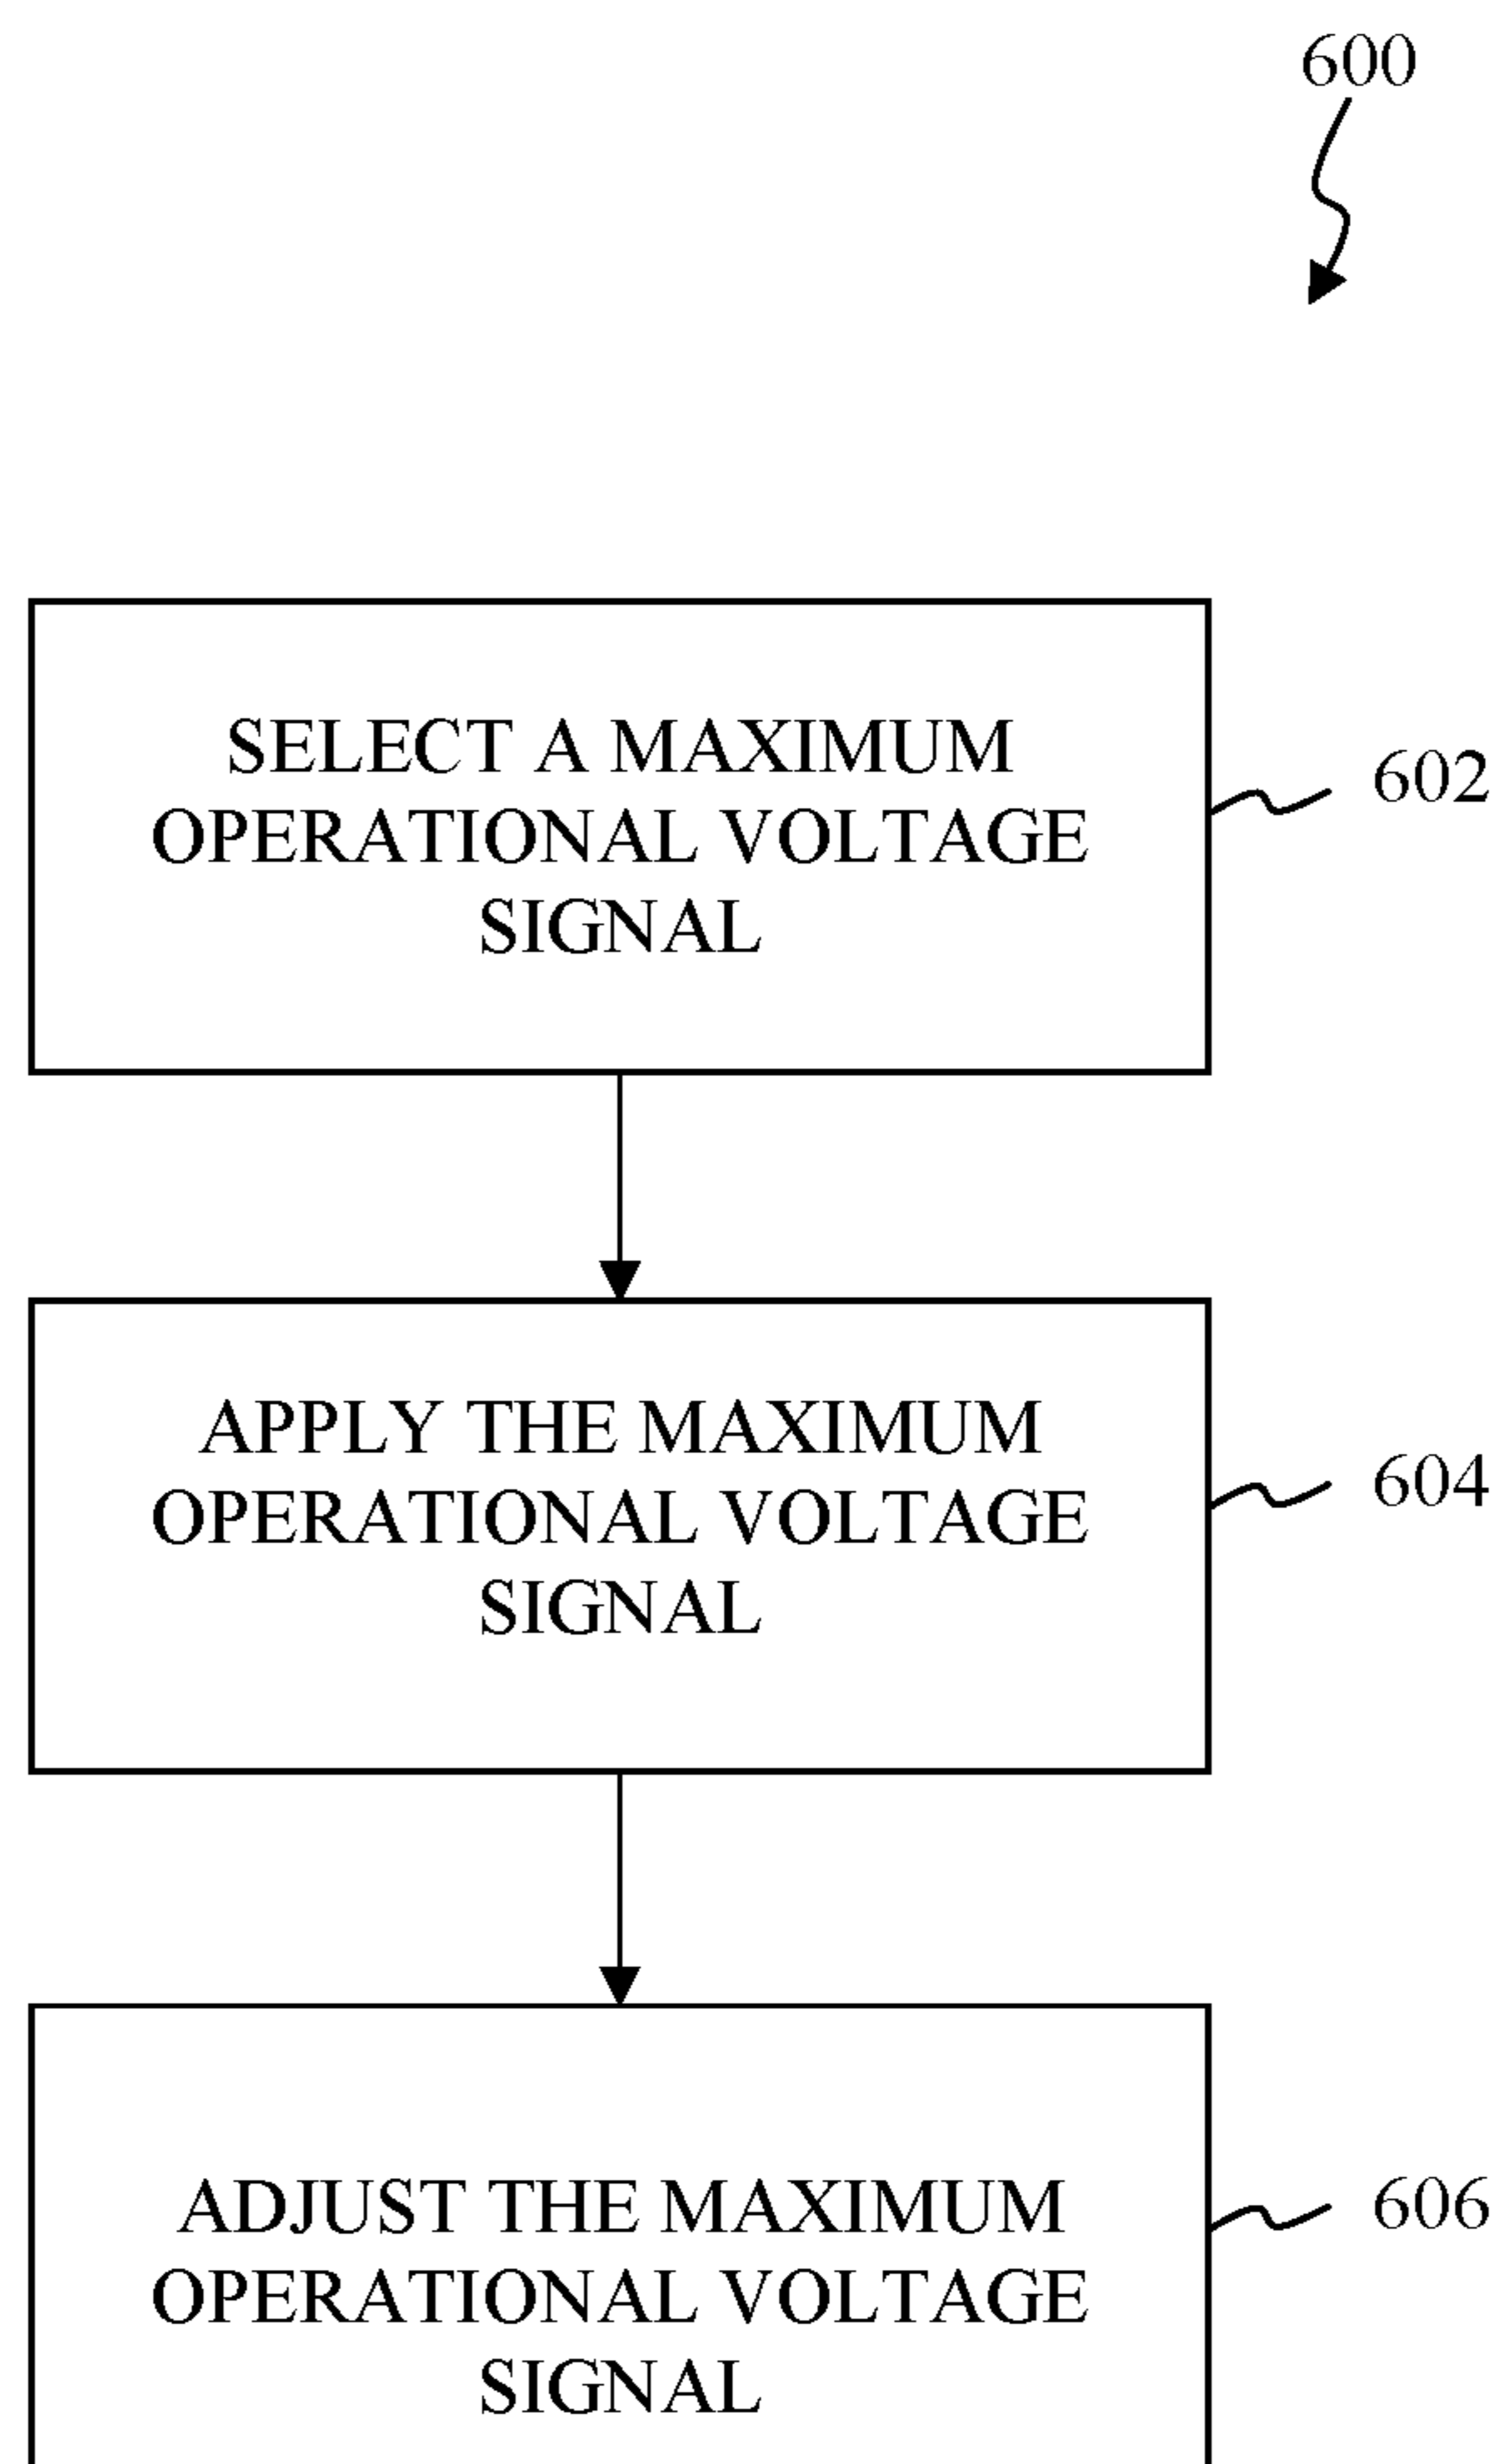 600
SELECT A MAXIMUM
OPERATIONAL VOLTAGE
SIGNAL
602
APPLY THE MAXIMUM
OPERATIONAL VOLTAGE
SIGNAL
604
ADJUST THE MAXIMUM
OPERATIONAL VOLTAGE
SIGNAL
606